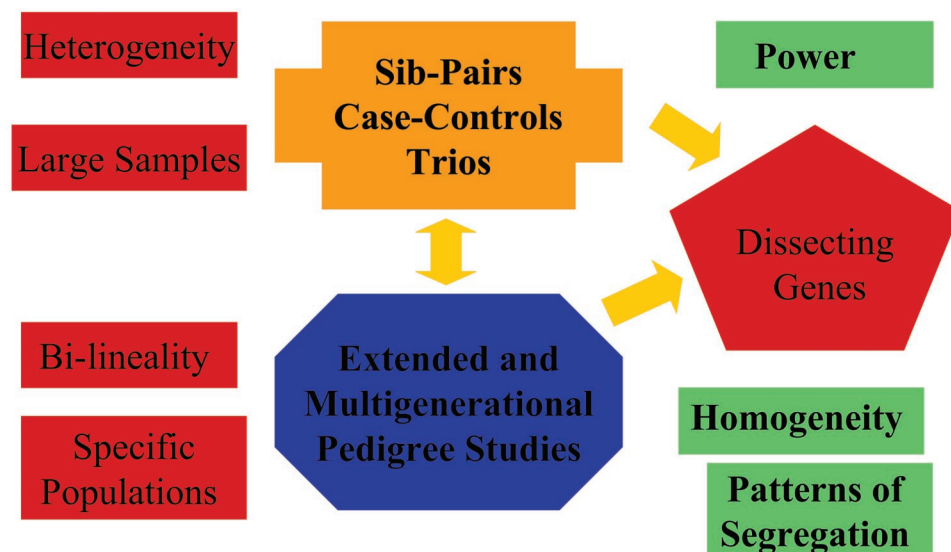 Heterogeneity
Large Samples
Sib-Pairs
Case-Controls
Trios
Power
Dissecting
Genes
Bi-lineality
Specific
Populations
Extended and
Multigenerational
Pedigree Studies
Homogeneity
Patterns of
Segregation